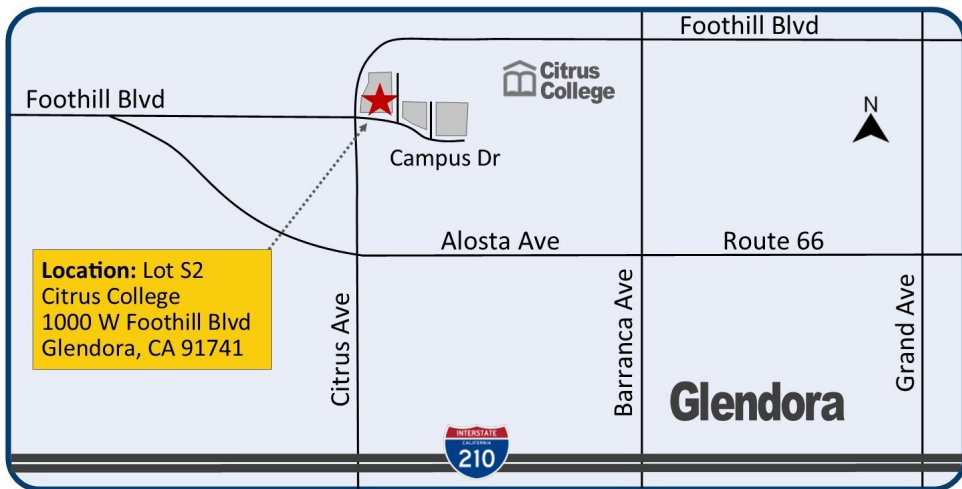 Foothill Blvd
Citrus
College
Foothill Blvd
N
Campus Dr
Alosta Ave
Route 66
Location: Lot S2
Citrus College
1000 W Foothill Blvd
Glendora, CA 91741
Citrus Ave
Barranca Ave
Grand Ave
Glendora
INTERSTATE
CALIFORNIA
210